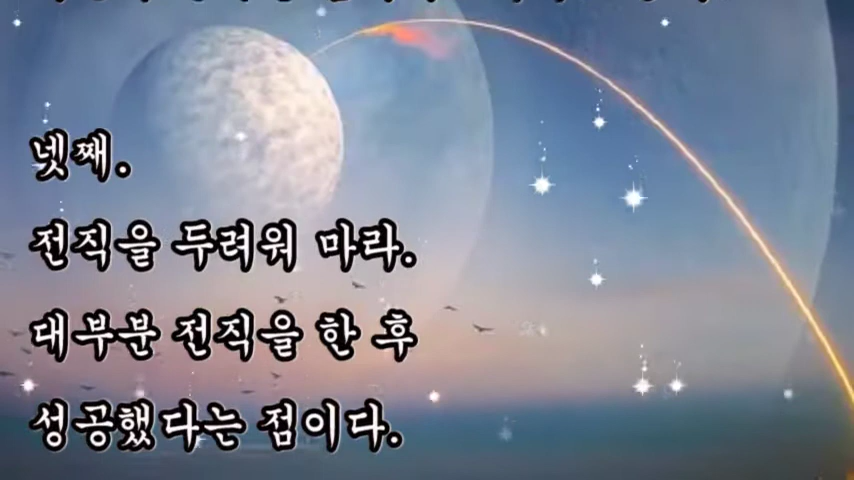 넷째.
전직을 두려워 마라.
대부분 전직을 한 후
성공했다는 점이다.